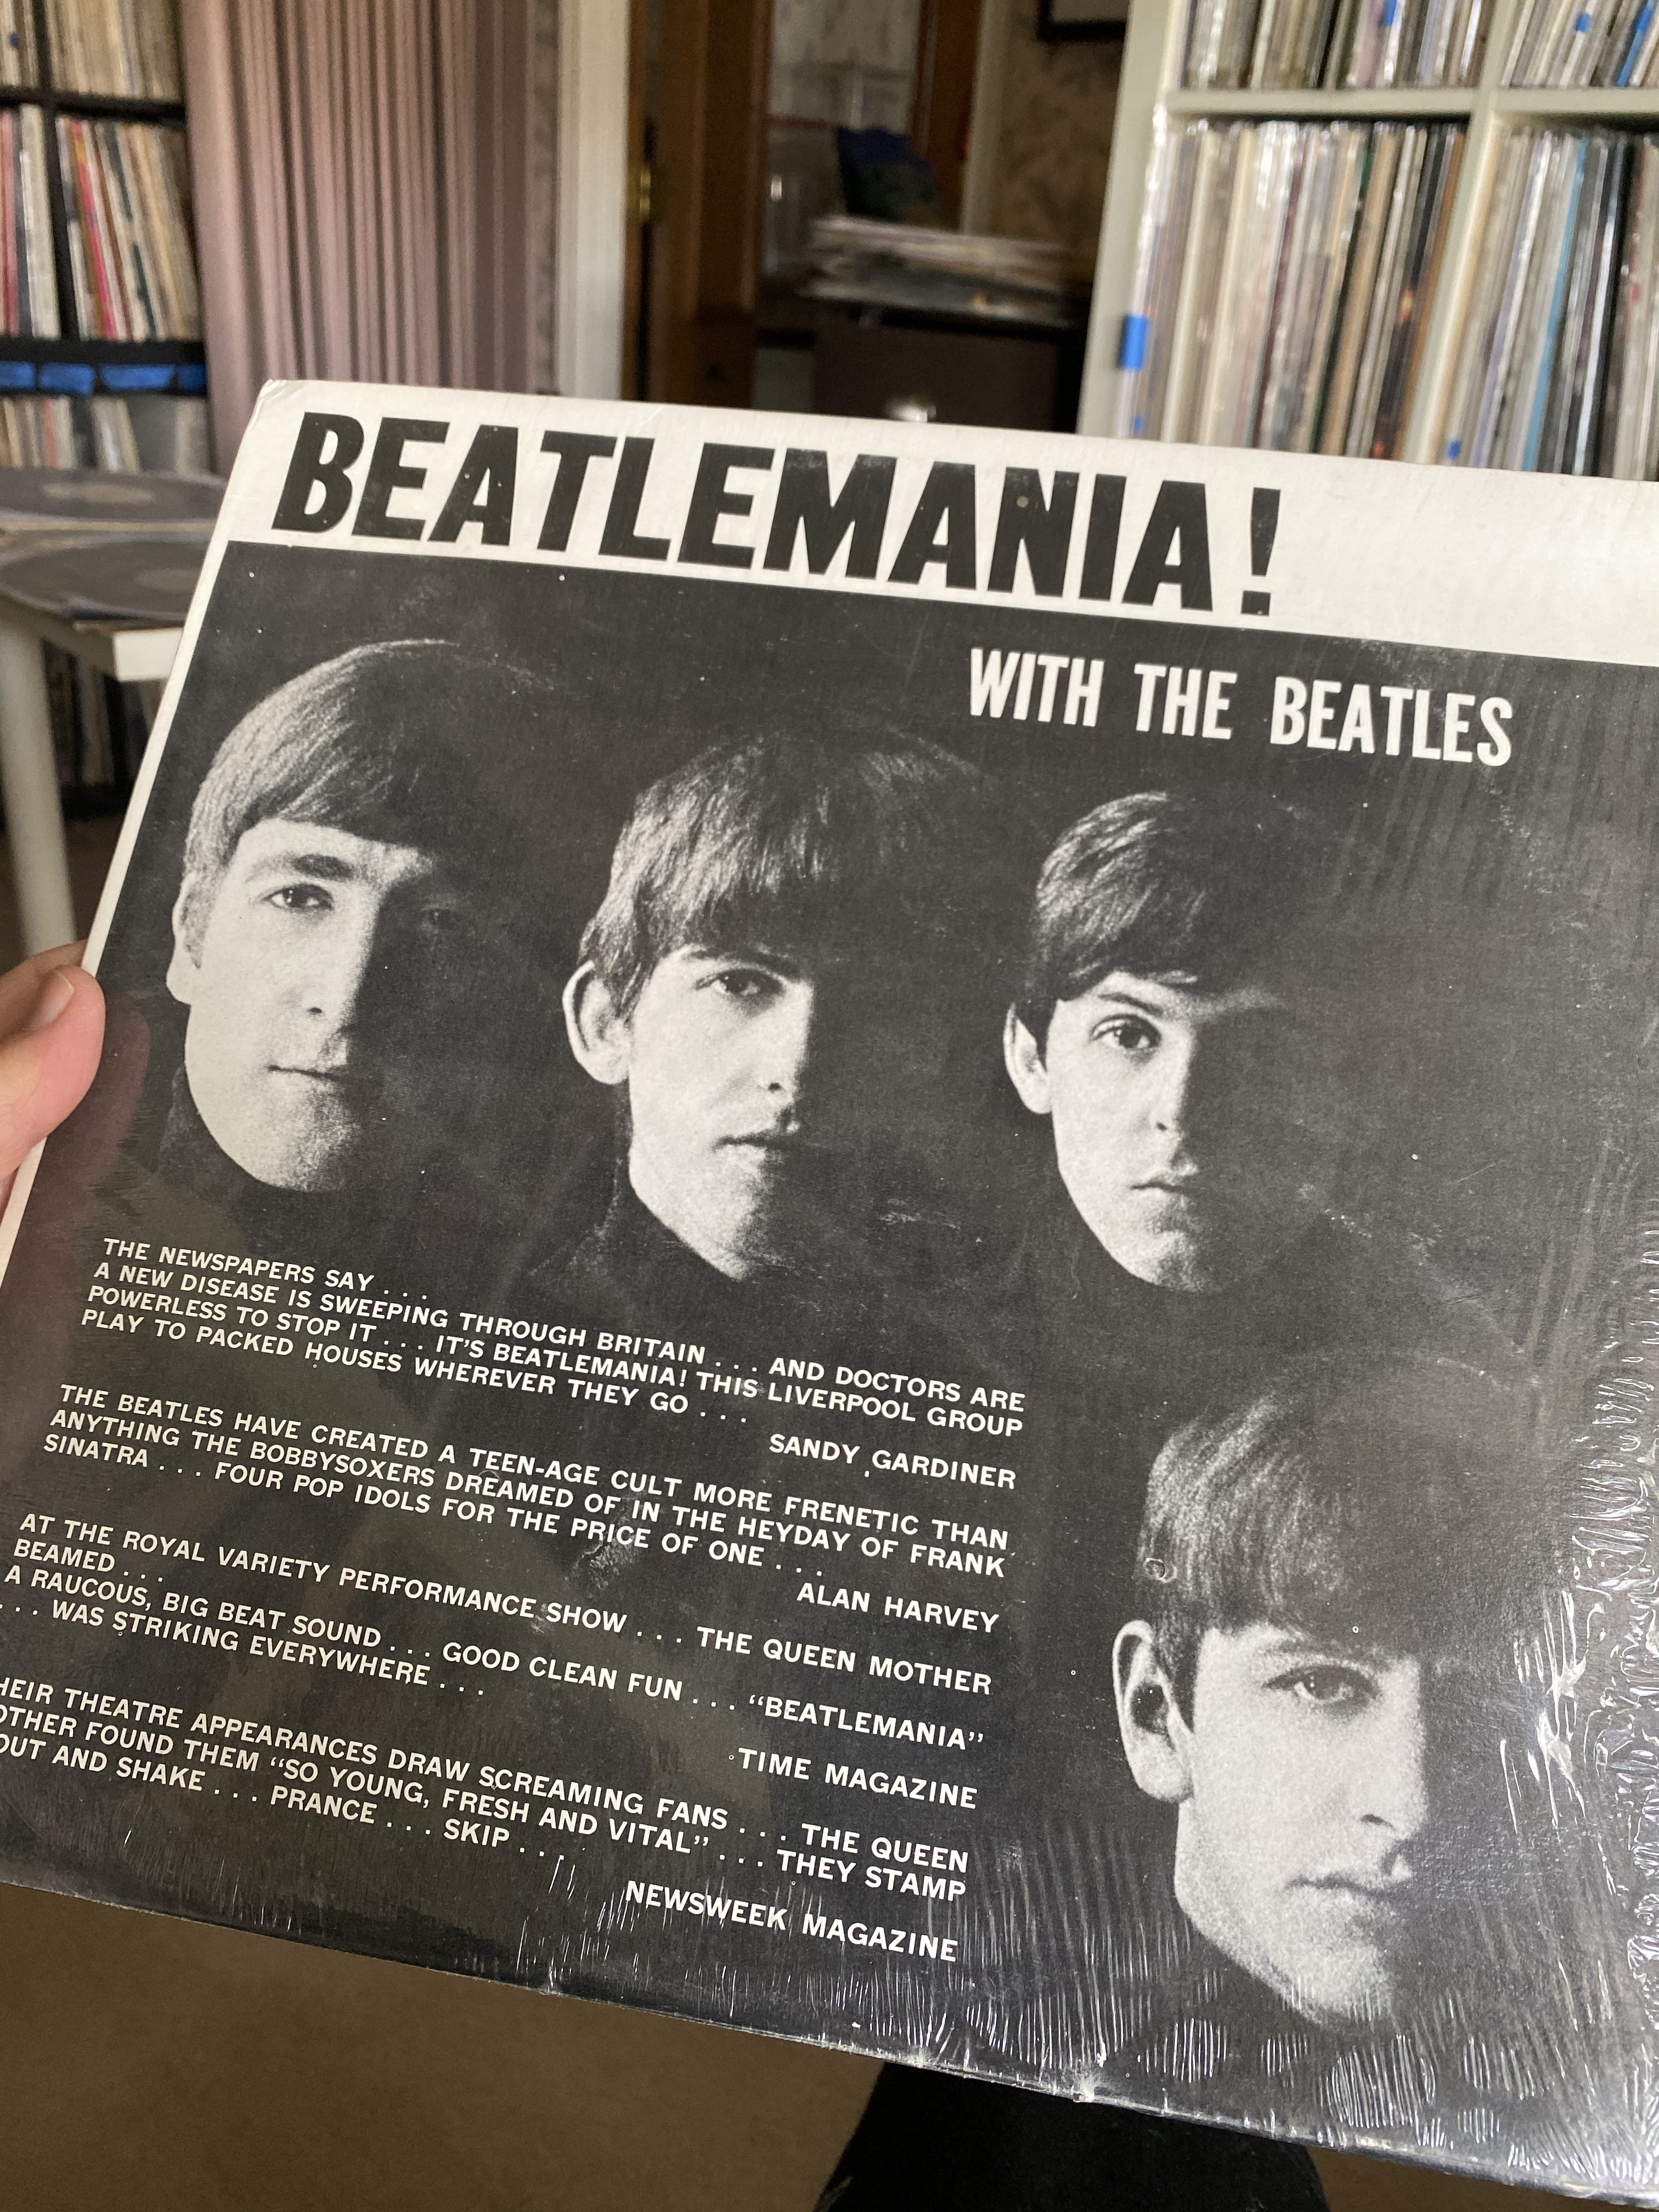 BEATLEMANIA!
WITH THE BEATLES
THE NEWSPAPERS SAY . . .
A NEW DISEASE IS SWEEPING THROUGH BRITAIN . . . AND DOCTORS ARE
POWERLESS TO STOP IT . . . IT'S BEATLEMANIA! THIS LIVERPOOL GROUP
PLAY TO PACKED HOUSES WHEREVER THEY GO . . .
SANDY GARDINER
THE BEATLES HAVE CREATED A TEEN-AGE CULT MORE FRENETIC THAN
ANYTHING THE BOBBYSOXERS DREAMED OF IN THE HEYDAY OF FRANK
SINATRA . . . FOUR POP IDOLS FOR THE PRICE OF ONE . . .
ALAN HARVEY
AT THE ROYAL VARIETY PERFORMANCE SHOW . . . THE QUEEN MOTHER
BEAMED . . .
A RAUCOUS, BIG BEAT SOUND . . . GOOD CLEAN FUN . . . “BEATLEMANIA”
. . . WAS STRIKING EVERYWHERE . . .
TIME MAGAZINE
HEIR THEATRE APPEARANCES DRAW SCREAMING FANS . . . THE QUEEN
OTHER FOUND THEM “SO YOUNG, FRESH AND VITAL” . . . THEY STAMP
OUT AND SHAKE . . . PRANCE . . . SKIP . . .
NEWSWEEK MAGAZINE